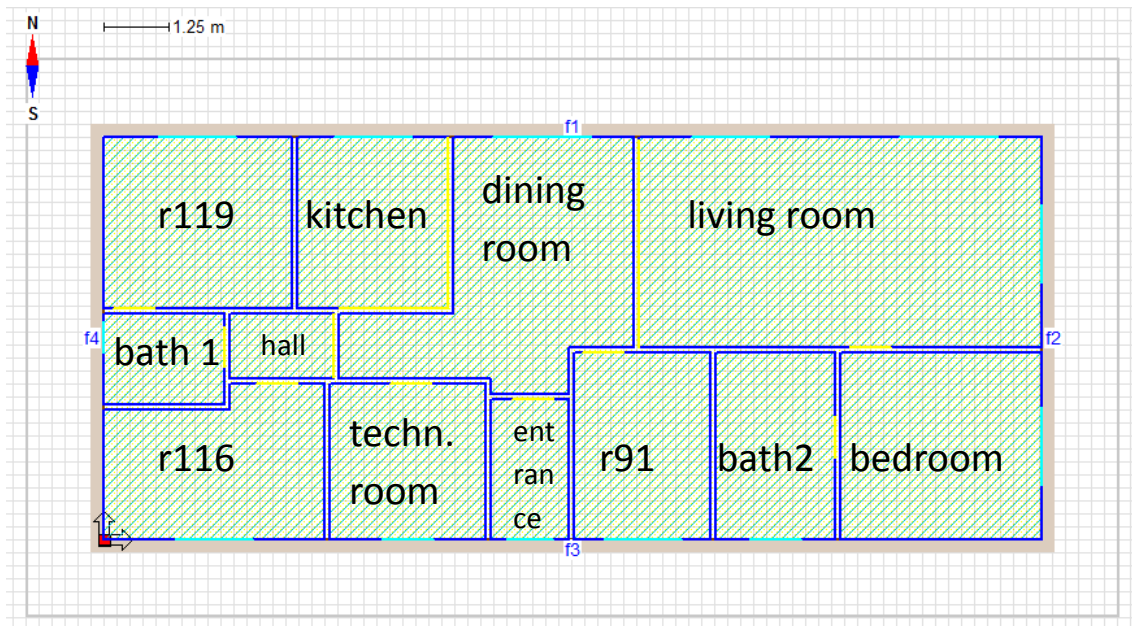 N
1.25 m
S
f1
r119
kitchen
dining
room
living room
f4
bath 1
hall
f2
r116
techn.
room
ent
ran
ce
r91
bath2
bedroom
f3